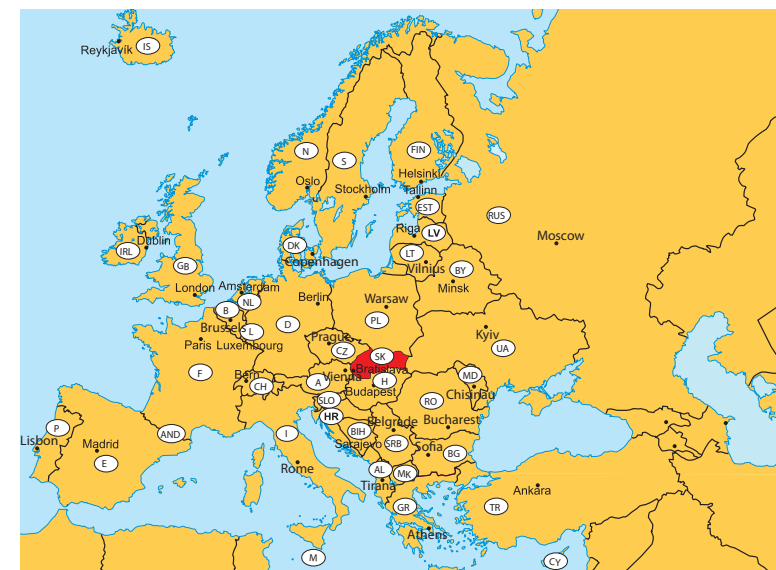 IS
Reykjavík
N
S
FIN
Oslo
Helsinki
Stockholm
Tallinn
EST
RUS
Riga
LV
Moscow
Dublin
IRL
DK
Copenhagen
LT
Vilnius
BY
GB
Minsk
London
Amsterdam
NL
Berlin
Warsaw
B
Brussels
D
PL
L
Kyiv
Paris
Luxembourg
Prague
CZ
SK
UA
F
Bern
CH
A
Vienna
Bratislava
H
MD
Budapest
Chisinau
SLO
RO
HR
P
AND
I
BIH
Belgrade
Bucharest
Lisbon
Madrid
Sarajevo
SRB
Sofia
BG
E
Rome
AL
MK
Tirana
Ankara
GR
TR
Athens
M
CY